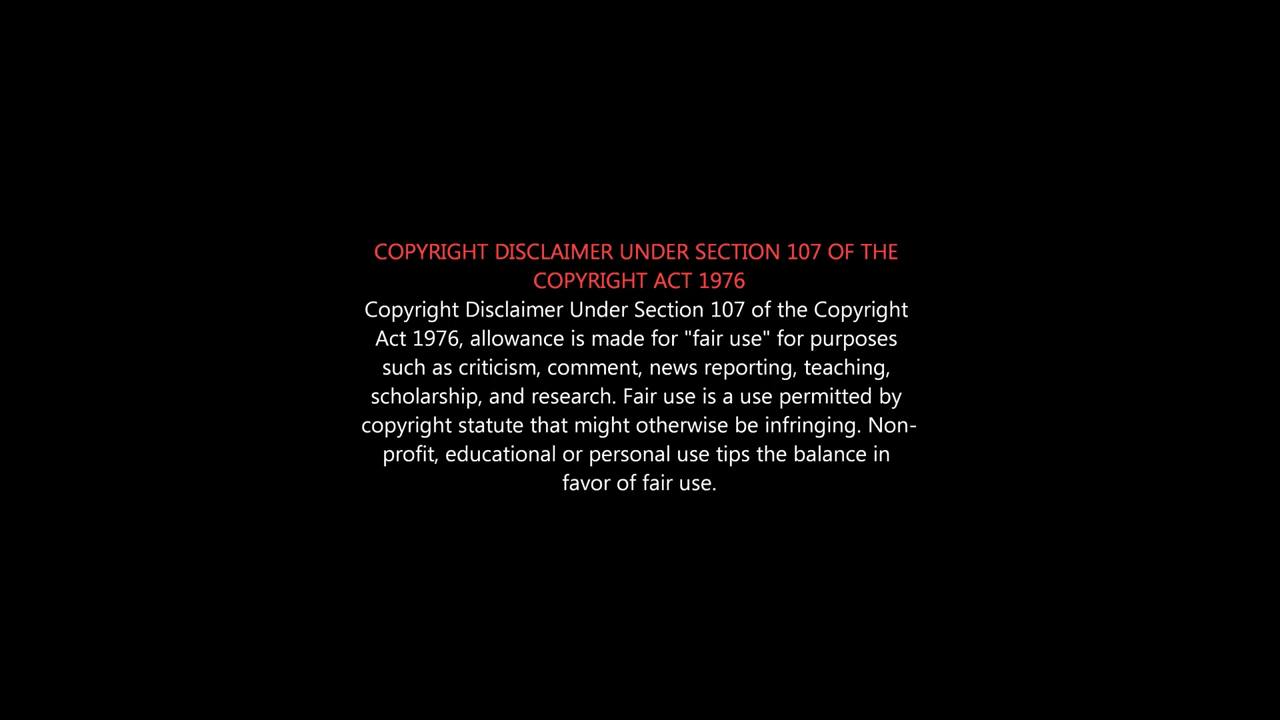 COPYRIGHT DISCLAIMER UNDER SECTION 107 OF THE
COPYRIGHT ACT 1976
Copyright Disclaimer Under Section 107 of the Copyright
Act 1976, allowance is made for "fair use" for purposes
such as criticism, comment, news reporting, teaching,
scholarship, and research. Fair use is a use permitted by
copyright statute that might otherwise be infringing. Non-
profit, educational or personal use tips the balance in
favor of fair use.